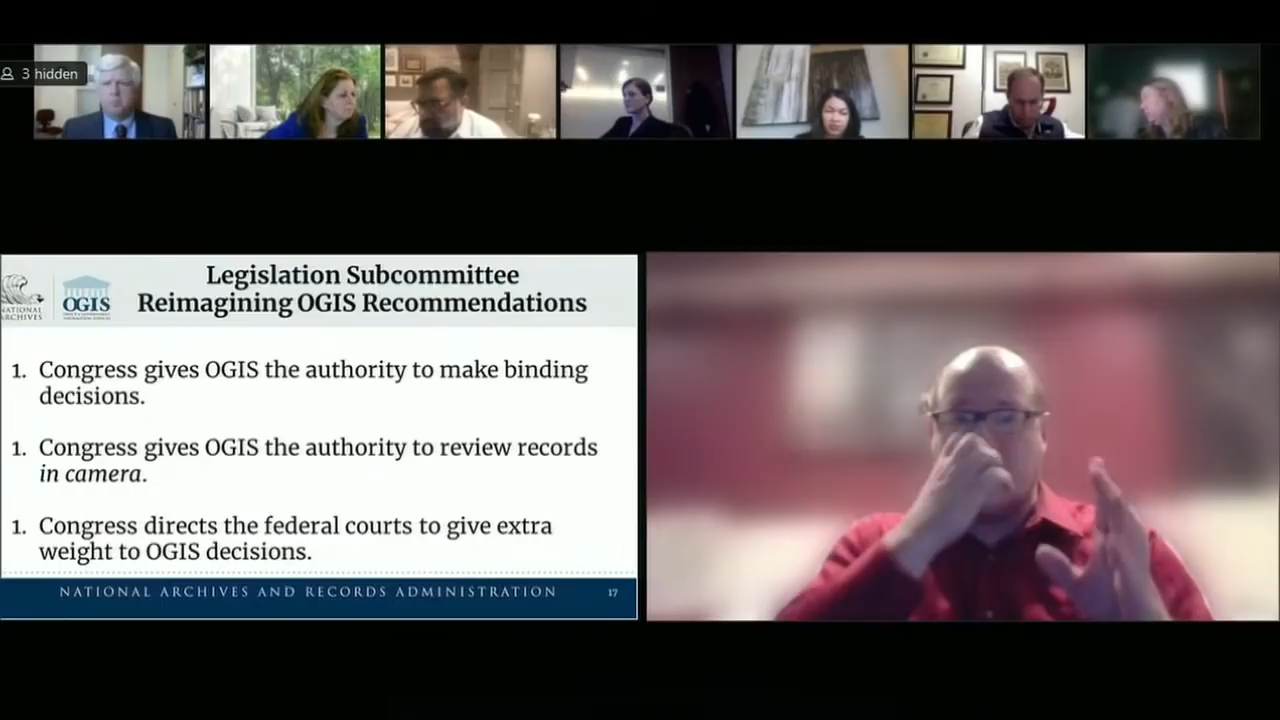 3 hidden
Legislation Subcommittee
Reimagining OGIS Recommendations
NATIONAL
ARCHIVES
OGIS
1. Congress gives OGIS the authority to make binding
decisions.
1. Congress gives OGIS the authority to review records
in camera.
1. Congress directs the federal courts to give extra
weight to OGIS decisions.
NATIONAL ARCHIVES AND RECORDS ADMINISTRATION
17